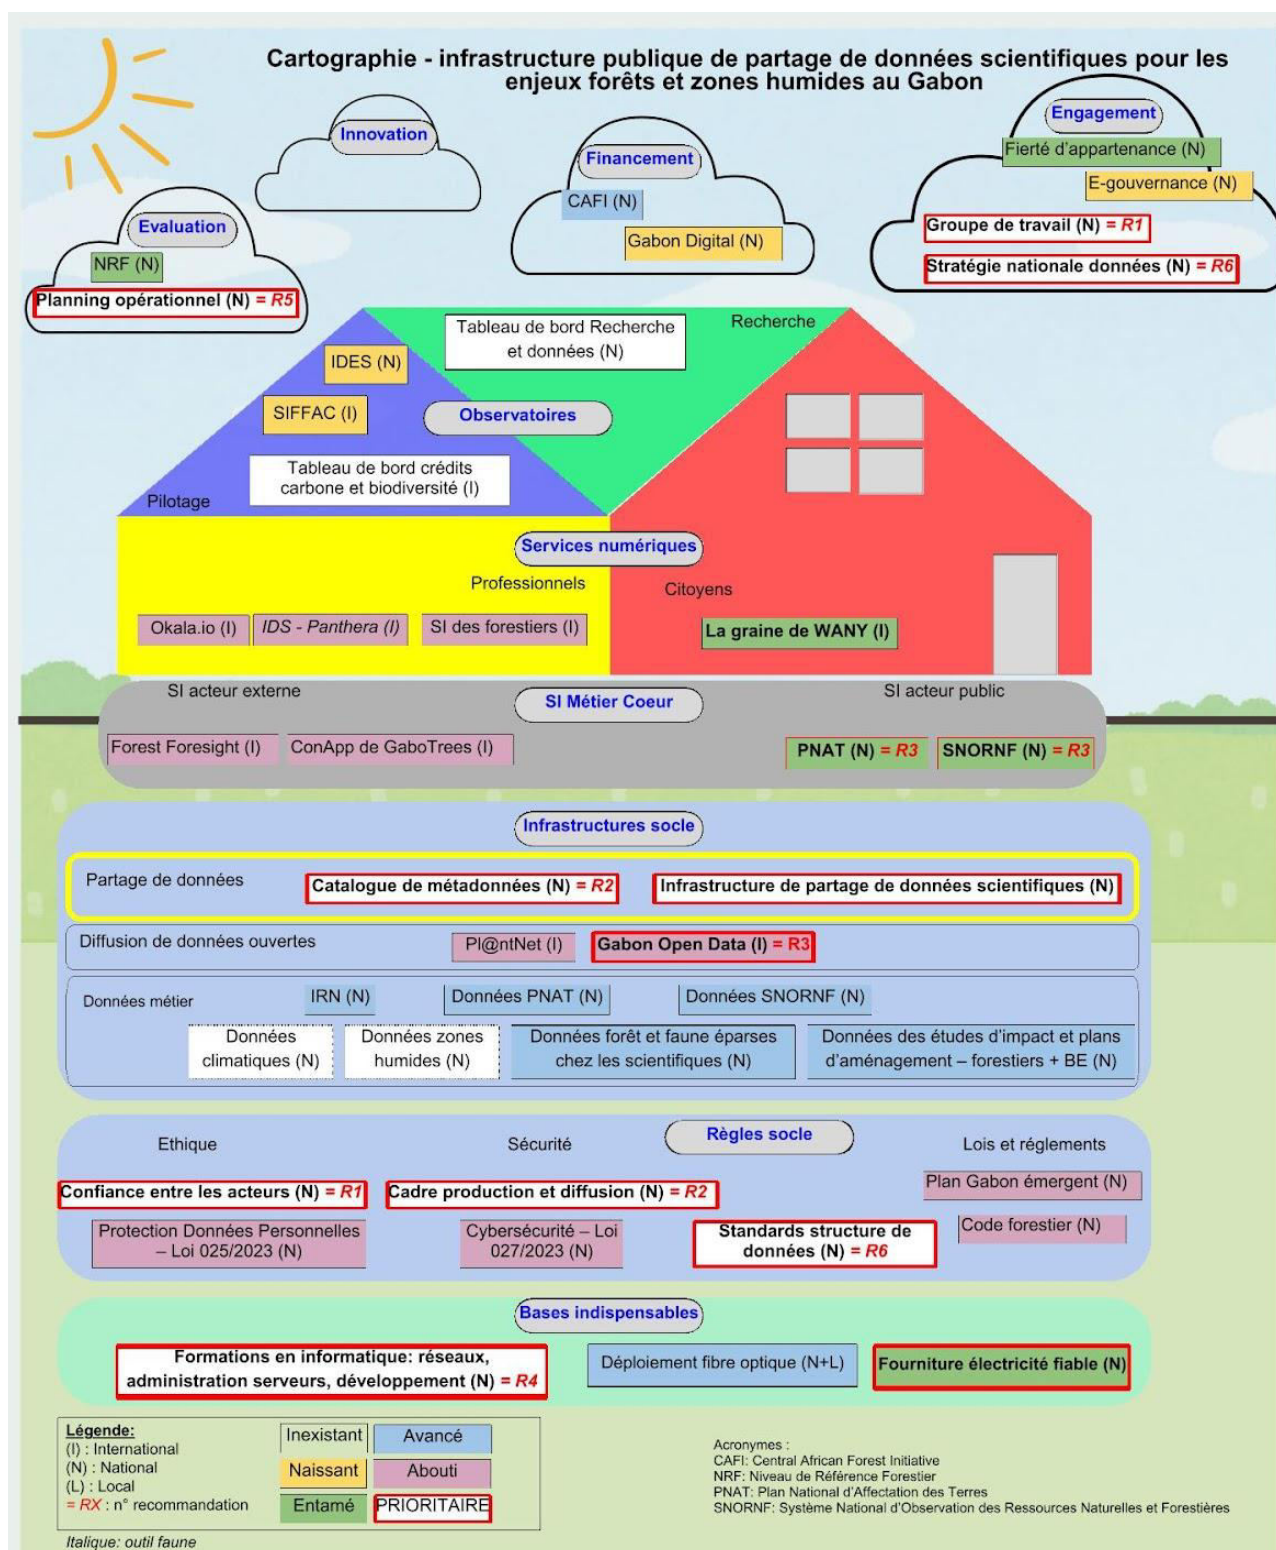 Cartographie - infrastructure publique de partage de données scientifiques pour les
enjeux forêts et zones humides au Gabon
Innovation
Financement
CAFI (N)
Gabon Digital (N)
Engagement
Fierté d'appartenance (N)
E-gouvernance (N)
Groupe de travail (N) = R1
Stratégie nationale données (N) = R6
Evaluation
NRF (N)
Planning opérationnel (N) = R5
Tableau de bord Recherche
et données (N)
Recherche
IDES (N)
SIFFAC (I)
Observatoires
Tableau de bord crédits
carbone et biodiversité (I)
Pilotage
Services numériques
Professionnels
Citoyens
Okala.io (I)
IDS - Panthera (I)
SI des forestiers (I)
La graine de WANY (I)
SI acteur externe
SI Métier Coeur
SI acteur public
Forest Foresight (I)
ConApp de GaboTrees (I)
PNAT (N) = R3
SNORNF (N) = R3
Infrastructures socle
Partage de données
Catalogue de métadonnées (N) = R2
Infrastructure de partage de données scientifiques (N)
Diffusion de données ouvertes
Pl@ntNet (I)
Gabon Open Data (I) = R3
Données métier
IRN (N)
Données PNAT (N)
Données SNORNF (N)
Données
climatiques (N)
Données zones
humides (N)
Données forêt et faune éparses
chez les scientifiques (N)
Données des études d'impact et plans
d'aménagement – forestiers + BE (N)
Ethique
Sécurité
Règles socle
Lois et réglements
Confiance entre les acteurs (N) = R1
Cadre production et diffusion (N) = R2
Plan Gabon émergent (N)
Protection Données Personnelles
– Loi 025/2023 (N)
Cybersécurité – Loi
027/2023 (N)
Standards structure de
données (N) = R6
Code forestier (N)
Bases indispensables
Formations en informatique: réseaux,
administration serveurs, développement (N) = R4
Déploiement fibre optique (N+L)
Fourniture électricité fiable (N)
Légende:
(I) : International
(N) : National
(L) : Local
= RX : n° recommandation
Inexistant
Avancé
Naissant
Abouti
Entamé
PRIORITAIRE
Italique: outil faune
Acronymes :
CAFI: Central African Forest Initiative
NRF: Niveau de Référence Forestier
PNAT: Plan National d'Affectation des Terres
SNORNF: Système National d'Observation des Ressources Naturelles et Forestières